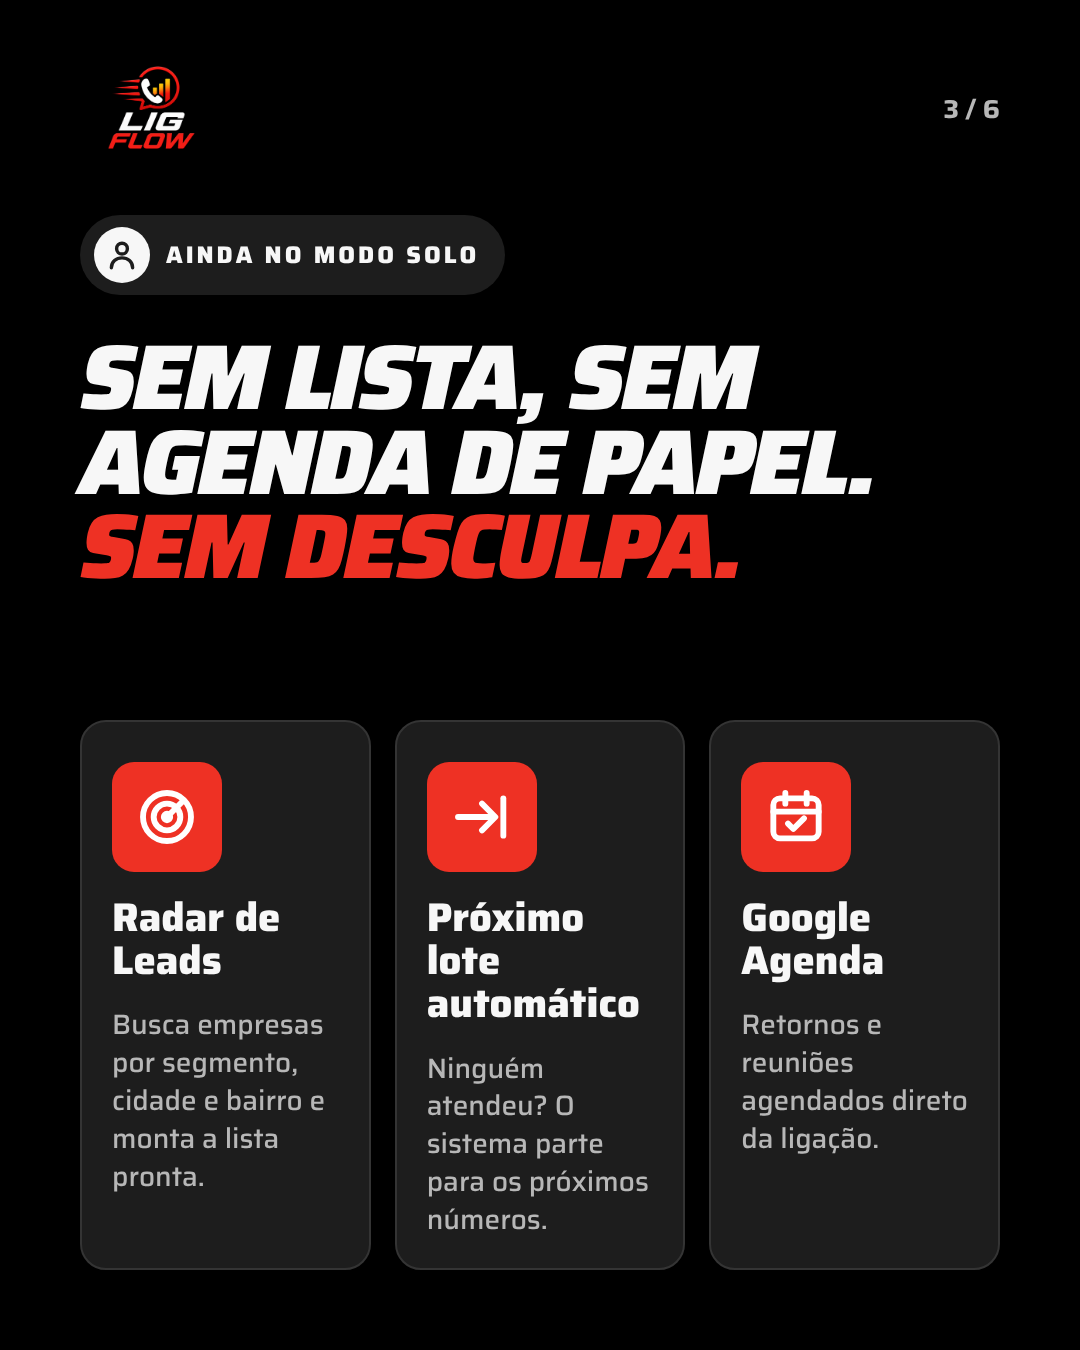 LIG
FLOW
3 / 6
AINDA NO MODO SOLO
SEM LISTA, SEM
AGENDA DE PAPEL.
SEM DESCULPA.
Radar de
Leads
Busca empresas
por segmento,
cidade e bairro e
monta a lista
pronta.
Próximo
lote
automático
Ninguém
atendeu? O
sistema parte
para os próximos
números.
Google
Agenda
Retornos e
reuniões
agendados direto
da ligação.